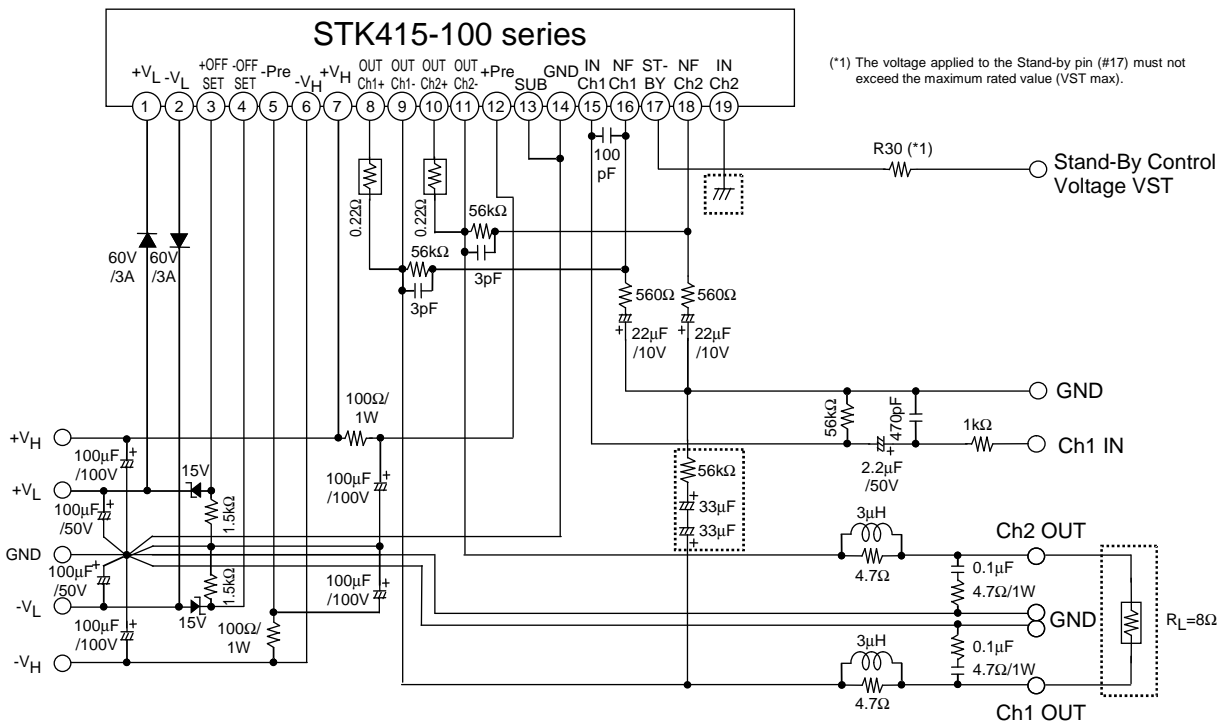 STK415-100 series
+VL
-VL
+OFF SET
-OFF SET
-Pre
-VH
+VH
OUT Ch1+
OUT Ch1-
OUT Ch2+
OUT Ch2-
+Pre
SUB
GND
IN Ch1
NF Ch1
ST-BY
NF Ch2
IN Ch2
1 2 3 4 5 6 7 8 9 10 11 12 13 14 15 16 17 18 19
(*1) The voltage applied to the Stand-by pin (#17) must not
exceed the maximum rated value (VST max).
100
pF
R30 (*1)
Stand-By Control
Voltage VST
0.22Ω
0.22Ω
56kΩ
3pF
56kΩ
3pF
60V
/3A
60V
/3A
560Ω
560Ω
+
22μF
/10V
+
22μF
/10V
GND
56kΩ
470pF
1kΩ
Ch1 IN
+
2.2μF
/50V
100Ω/
1W
+VH
100μF
/100V
+
15V
100μF
/100V
+
+VL
100μF
/50V
+
1.5kΩ
56kΩ
+
33μF
33μF
+
GND
3μH
4.7Ω
Ch2 OUT
100μF
/50V
+
1.5kΩ
100μF
/100V
+
0.1μF
4.7Ω/1W
-VL
15V
GND
RL=8Ω
100μF
/100V
+
100Ω/
1W
3μH
4.7Ω
0.1μF
4.7Ω/1W
-VH
Ch1 OUT